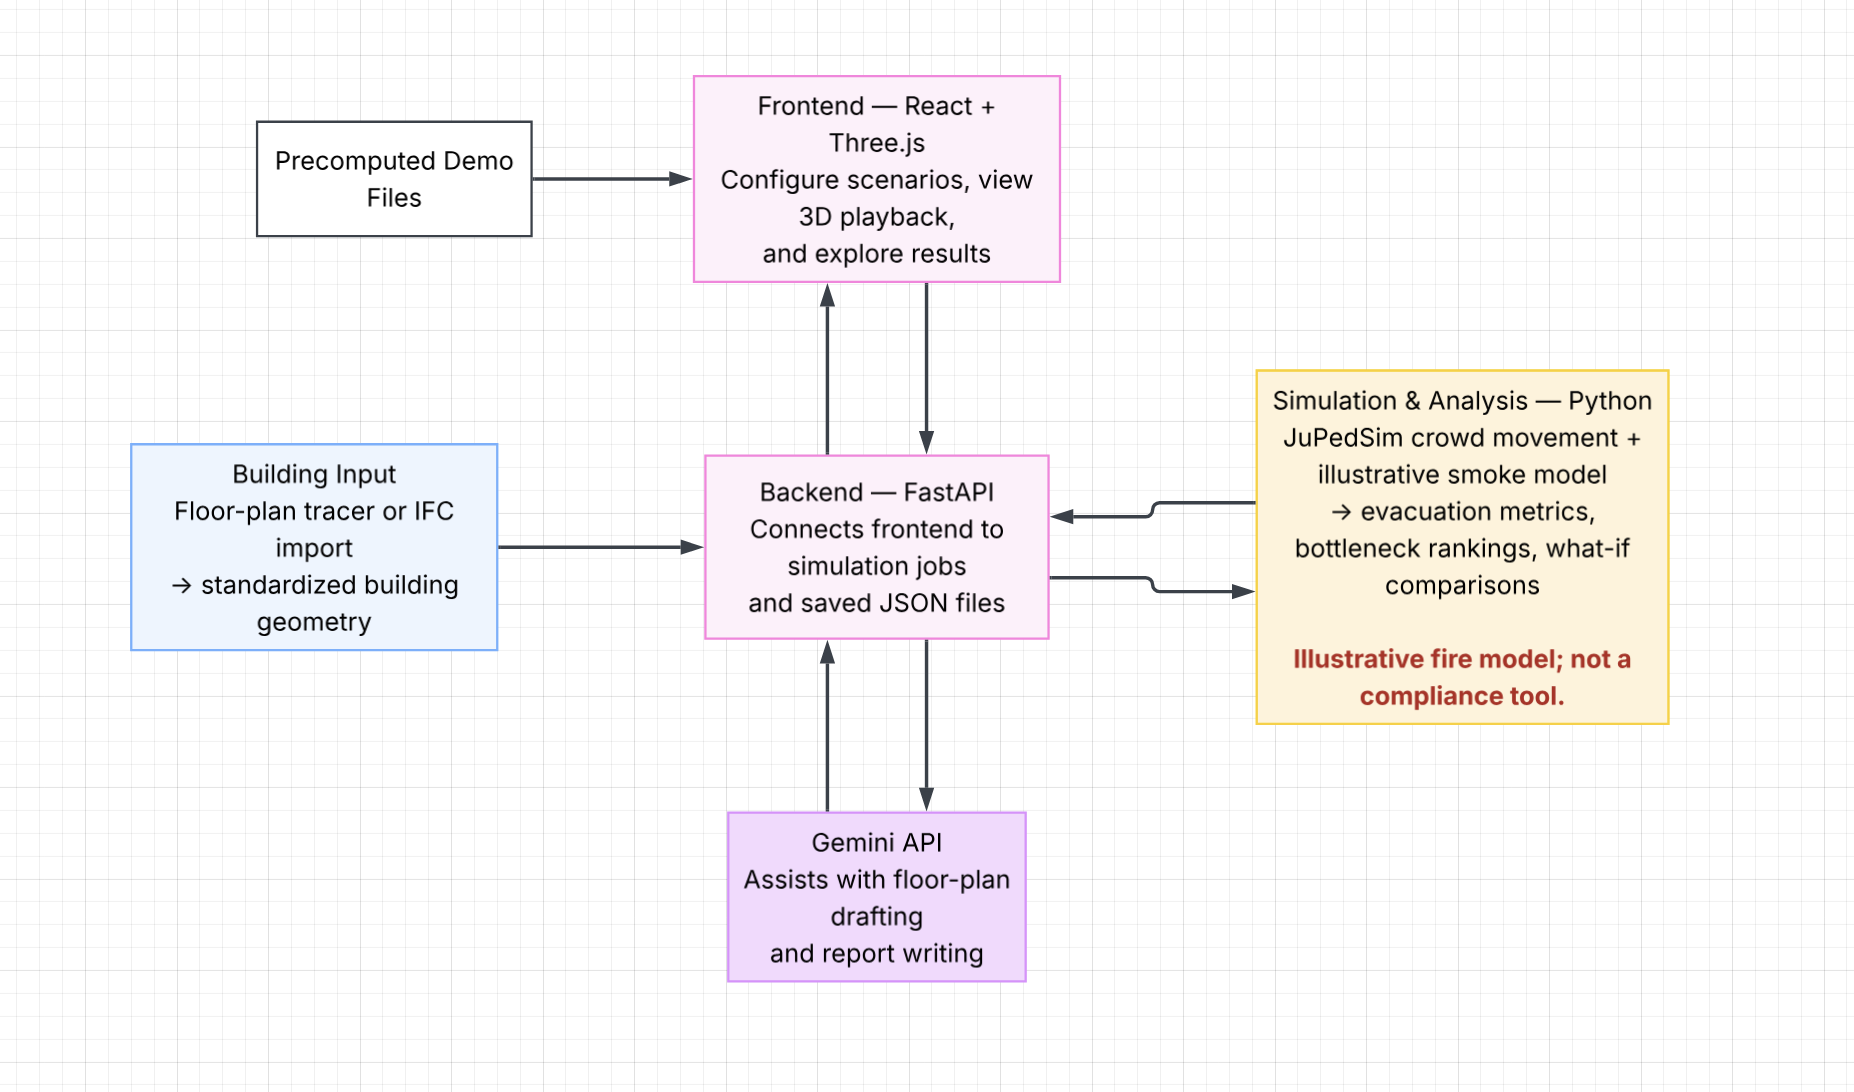 Frontend — React +
Three.js
Configure scenarios, view
3D playback,
and explore results
Precomputed Demo
Files
Simulation & Analysis — Python
JuPedSim crowd movement +
illustrative smoke model
→ evacuation metrics,
bottleneck rankings, what-if
comparisons
Illustrative fire model; not a
compliance tool.
Building Input
Floor-plan tracer or IFC
import
→ standardized building
geometry
Backend — FastAPI
Connects frontend to
simulation jobs
and saved JSON files
Gemini API
Assists with floor-plan
drafting
and report writing